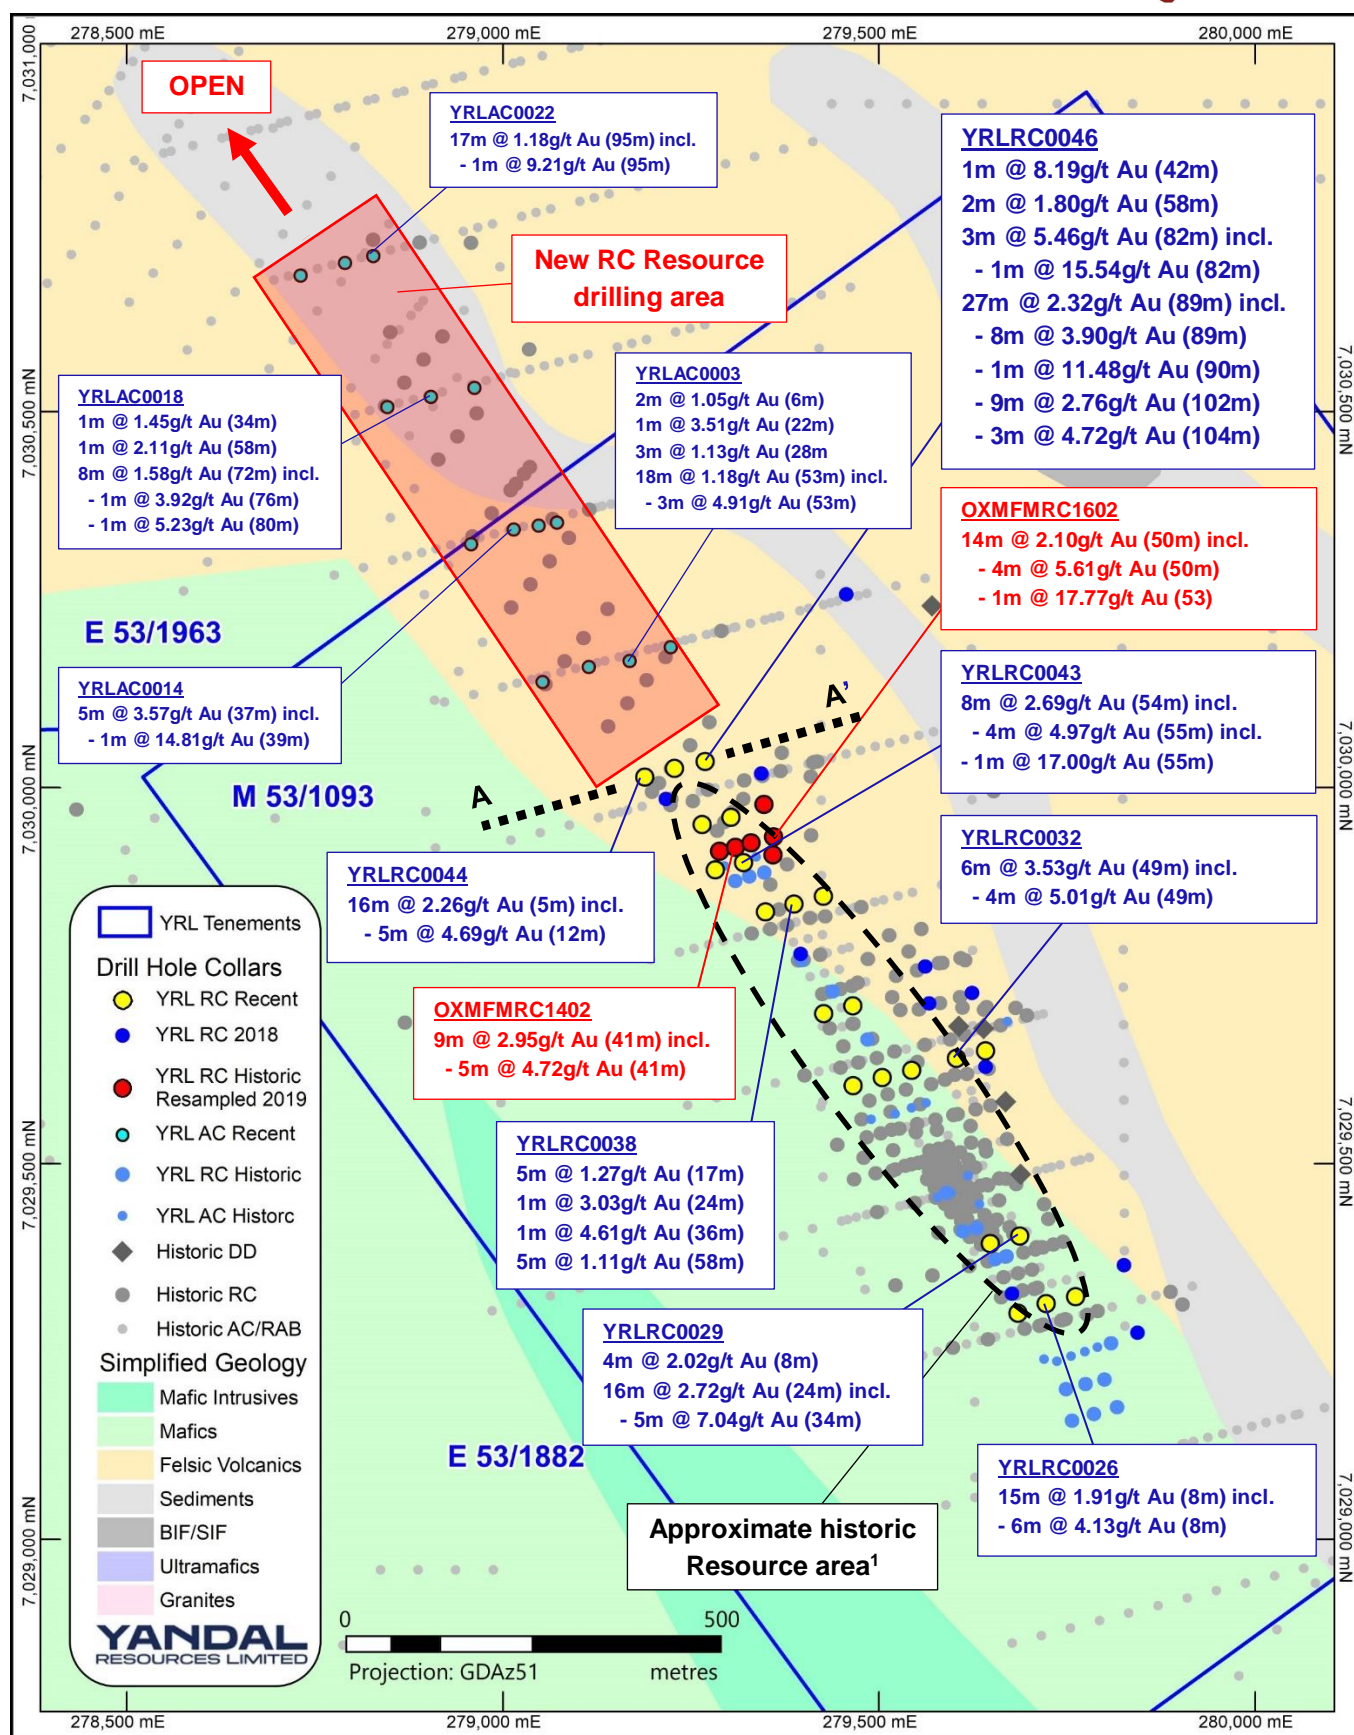 278,500 mE
279,000 mE
279,500 mE
280,000 mE
7,031,000
7,030,500 mN
7,030,000 mN
7,029,500 mN
7,029,000 mN
OPEN
YRLAC0022
17m @ 1.18g/t Au (95m) incl.
- 1m @ 9.21g/t Au (95m)
YRLRC0046
1m @ 8.19g/t Au (42m)
2m @ 1.80g/t Au (58m)
3m @ 5.46g/t Au (82m) incl.
- 1m @ 15.54g/t Au (82m)
27m @ 2.32g/t Au (89m) incl.
- 8m @ 3.90g/t Au (89m)
- 1m @ 11.48g/t Au (90m)
- 9m @ 2.76g/t Au (102m)
- 3m @ 4.72g/t Au (104m)
New RC Resource
drilling area
YRLAC0018
1m @ 1.45g/t Au (34m)
1m @ 2.11g/t Au (58m)
8m @ 1.58g/t Au (72m) incl.
- 1m @ 3.92g/t Au (76m)
- 1m @ 5.23g/t Au (80m)
YRLAC0003
2m @ 1.05g/t Au (6m)
1m @ 3.51g/t Au (22m)
3m @ 1.13g/t Au (28m
18m @ 1.18g/t Au (53m) incl.
- 3m @ 4.91g/t Au (53m)
OXMFMRC1602
14m @ 2.10g/t Au (50m) incl.
- 4m @ 5.61g/t Au (50m)
- 1m @ 17.77g/t Au (53)
E 53/1963
YRLAC0014
5m @ 3.57g/t Au (37m) incl.
- 1m @ 14.81g/t Au (39m)
YRLRC0043
8m @ 2.69g/t Au (54m) incl.
- 4m @ 4.97g/t Au (55m) incl.
- 1m @ 17.00g/t Au (55m)
A'
A
M 53/1093
YRLRC0032
6m @ 3.53g/t Au (49m) incl.
- 4m @ 5.01g/t Au (49m)
YRLRC0044
16m @ 2.26g/t Au (5m) incl.
- 5m @ 4.69g/t Au (12m)
OXMFMRC1402
9m @ 2.95g/t Au (41m) incl.
- 5m @ 4.72g/t Au (41m)
YRLRC0038
5m @ 1.27g/t Au (17m)
1m @ 3.03g/t Au (24m)
1m @ 4.61g/t Au (36m)
5m @ 1.11g/t Au (58m)
YRLRC0029
4m @ 2.02g/t Au (8m)
16m @ 2.72g/t Au (24m) incl.
- 5m @ 7.04g/t Au (34m)
E 53/1882
YRLRC0026
15m @ 1.91g/t Au (8m) incl.
- 6m @ 4.13g/t Au (8m)
Approximate historic
Resource area1
YRL Tenements
Drill Hole Collars
YRL RC Recent
YRL RC 2018
YRL RC Historic
Resampled 2019
YRL AC Recent
YRL RC Historic
YRL AC Historc
Historic DD
Historic RC
Historic AC/RAB
Simplified Geology
Mafic Intrusives
Mafics
Felsic Volcanics
Sediments
BIF/SIF
Ultramafics
Granites
YANDAL
RESOURCES LIMITED
0
500
Projection: GDAz51
metres
7,030,500 mN
7,030,000 mN
7,029,500 mN
7,029,000 mN
278,500 mE
279,000 mE
279,500 mE
280,000 mE